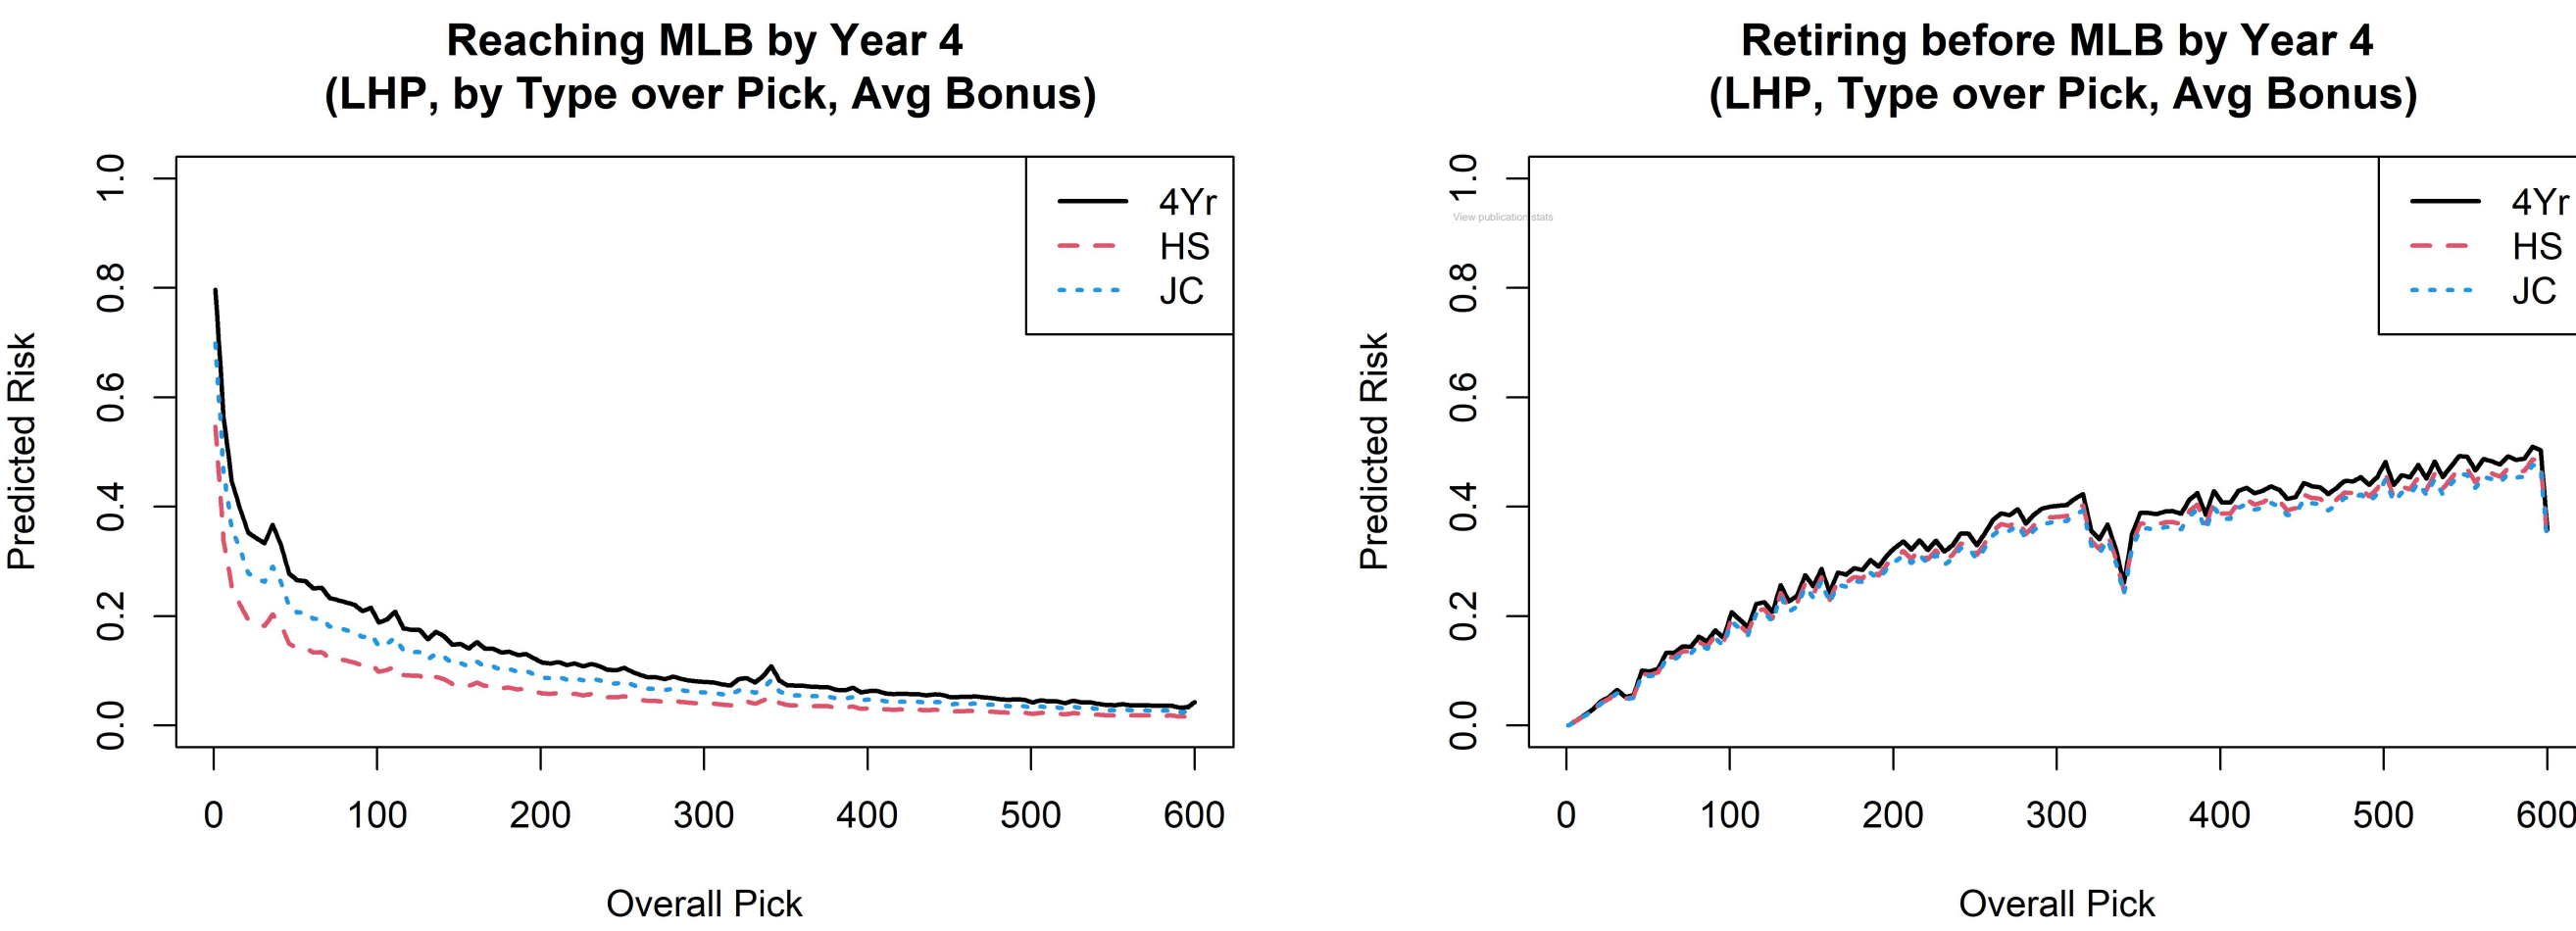 Reaching MLB by Year 4
(LHP, by Type over Pick, Avg Bonus)
Predicted Risk
1.0
0.8
0.6
0.4
0.2
0.0
4Yr
HS
JC
0 100 200 300 400 500 600
Overall Pick
Retiring before MLB by Year 4
(LHP, Type over Pick, Avg Bonus)
Predicted Risk
1.0
0.8
0.6
0.4
0.2
0.0
View publication stats
4Yr
HS
JC
0 100 200 300 400 500 600
Overall Pick